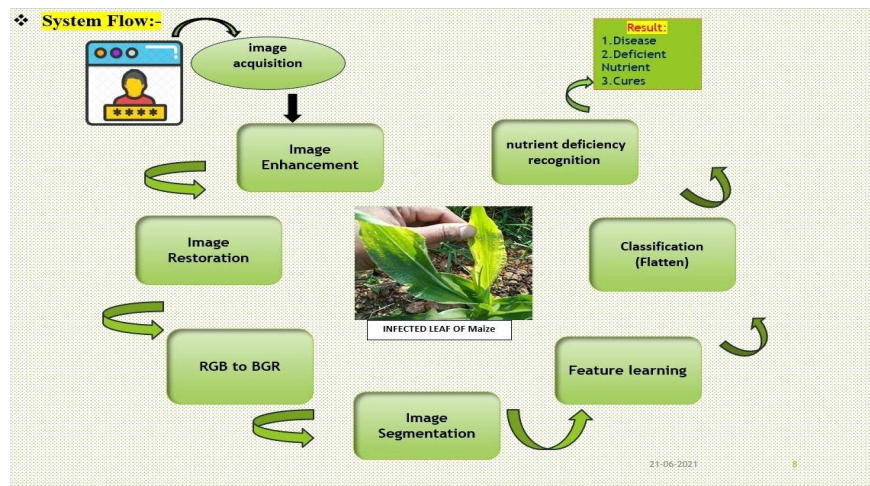 ❖ System Flow:-
image
acquisition
****
Image
Enhancement
Image
Restoration
RGB to BGR
Image
Segmentation
Feature learning
Classification
(Flatten)
nutrient deficiency
recognition
Result:
1.Disease
2.Deficient
Nutrient
3.Cures
INFECTED LEAF OF Maize
21-06-2021
8